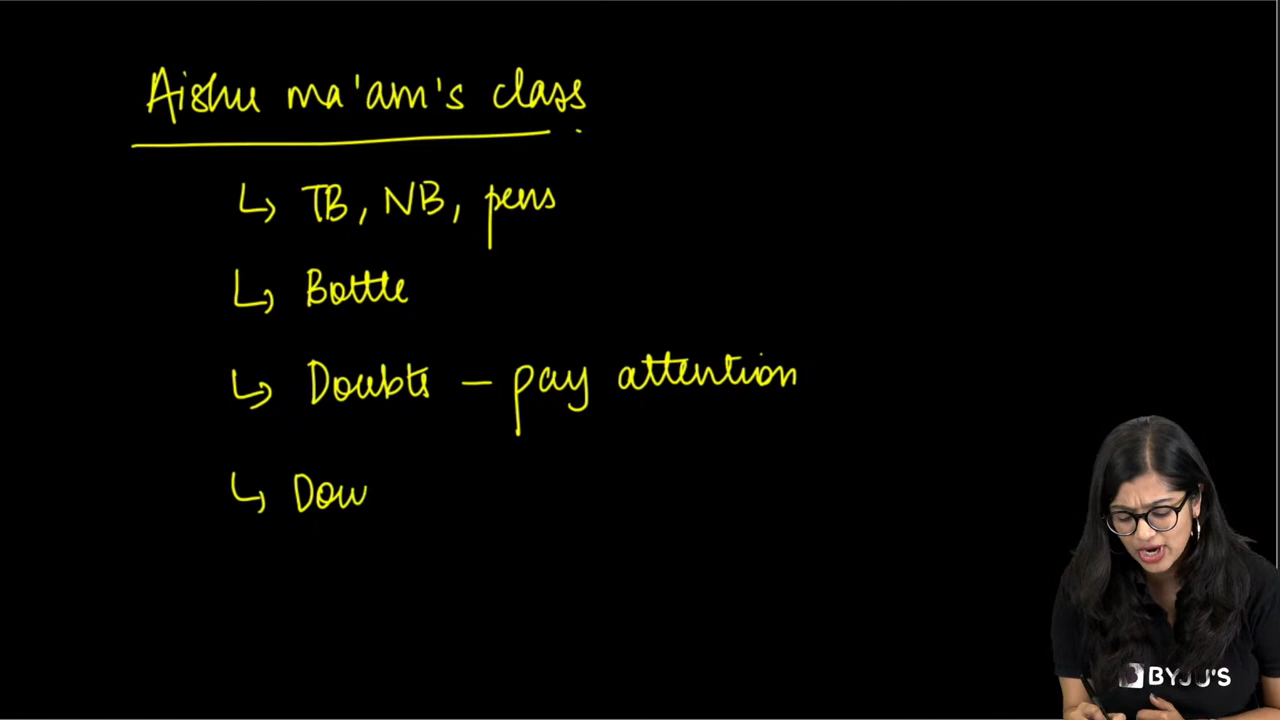 Aishu ma'am's class
↳ TB, NB, pens
↳ Bottle
↳ Doubts – pay attention
↳ Dow
BYJU'S